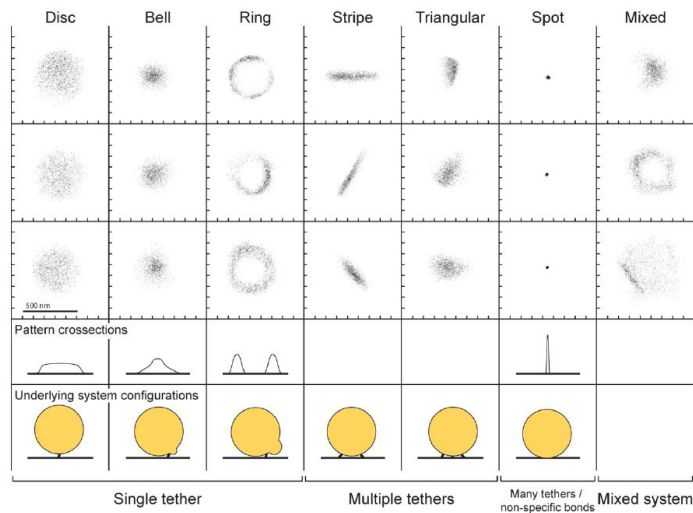 Disc Bell Ring Stripe Triangular Spot Mixed
500 nm
Pattern crossections
Underlying system configurations
Single tether Multiple tethers Many tethers / non-specific bonds Mixed system